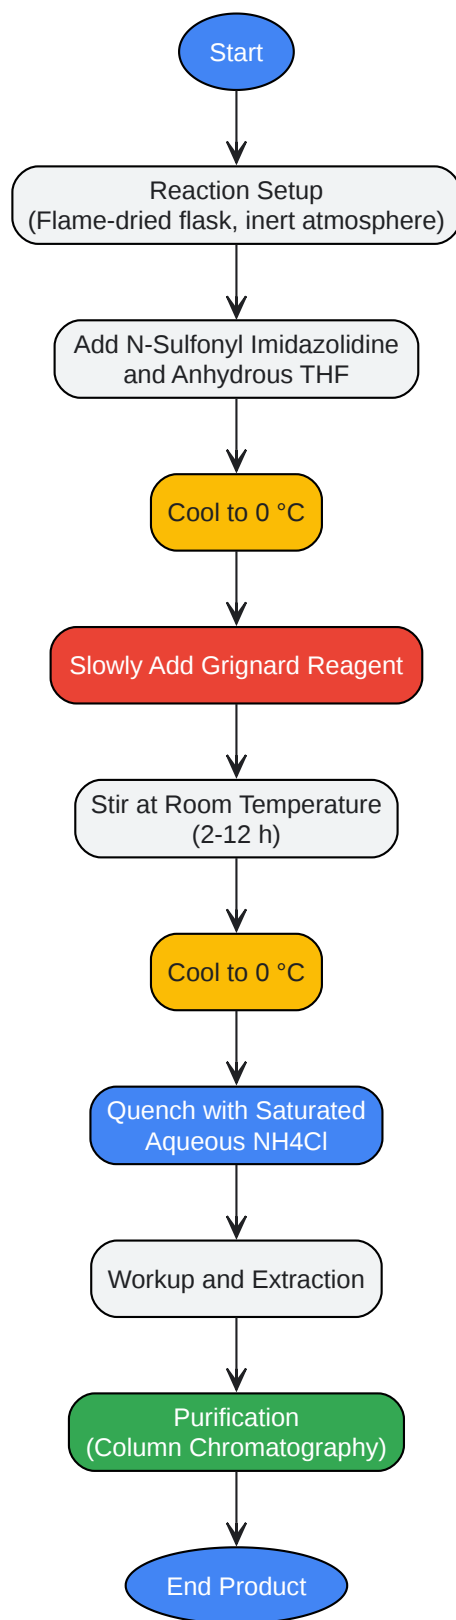 Start
Reaction Setup
(Flame-dried flask, inert atmosphere)
Add N-Sulfonyl Imidazolidine
and Anhydrous THF
Cool to 0 °C
Slowly Add Grignard Reagent
Stir at Room Temperature
(2-12 h)
Cool to 0 °C
Quench with Saturated
Aqueous NH4Cl
Workup and Extraction
Purification
(Column Chromatography)
End Product